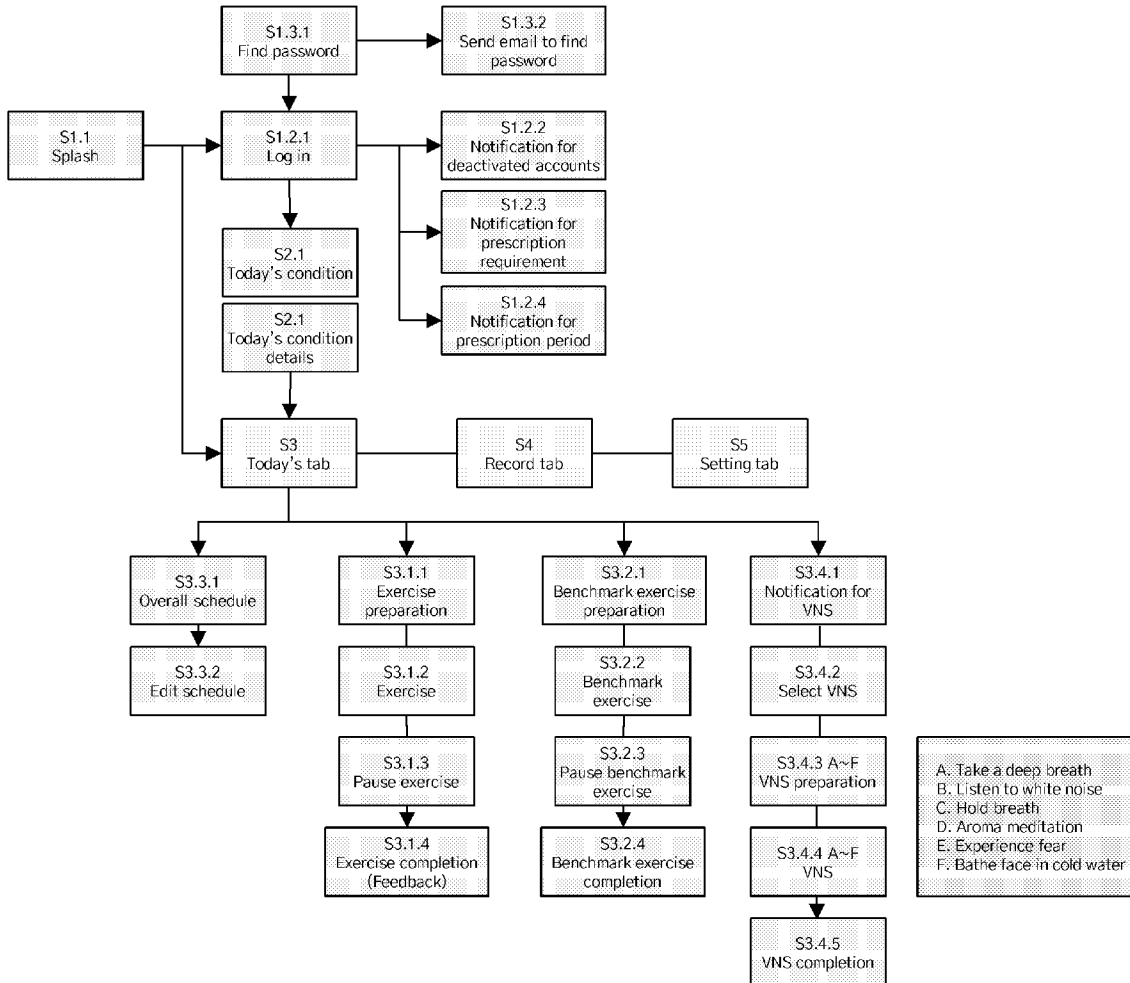 S1.3.1
Find password
S1.3.2
Send email to find
password
S1.1
Splash
S1.2.1
Log in
S1.2.2
Notification for
deactivated accounts
S1.2.3
Notification for
prescription
requirement
S2.1
Today's condition
S1.2.4
Notification for
prescription period
S2.1
Today's condition
details
S3
Today's tab
S4
Record tab
S5
Setting tab
S3.3.1
Overall schedule
S3.1.1
Exercise
preparation
S3.2.1
Benchmark exercise
preparation
S3.4.1
Notification for
VNS
S3.3.2
Edit schedule
S3.1.2
Exercise
S3.2.2
Benchmark
exercise
S3.4.2
Select VNS
S3.1.3
Pause exercise
S3.2.3
Pause benchmark
exercise
S3.4.3 A~F
VNS preparation
S3.1.4
Exercise completion
(Feedback)
S3.2.4
Benchmark exercise
completion
S3.4.4 A~F
VNS
S3.4.5
VNS completion
A. Take a deep breath
B. Listen to white noise
C. Hold breath
D. Aroma meditation
E. Experience fear
F. Bathe face in cold water